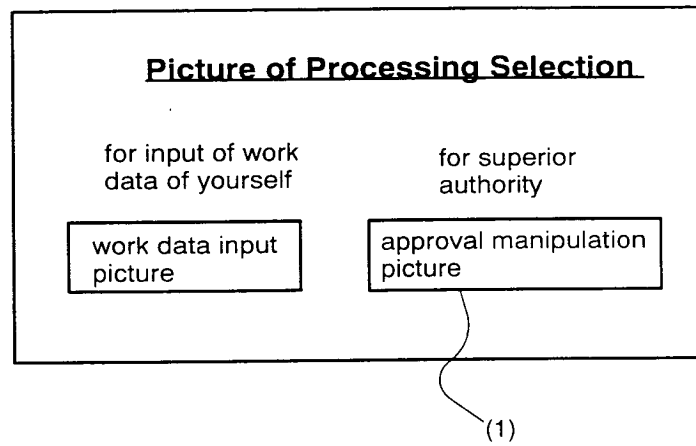 Picture of Processing Selection
for input of work
data of yourself
for superior
authority
work data input
picture
approval manipulation
picture
(1)